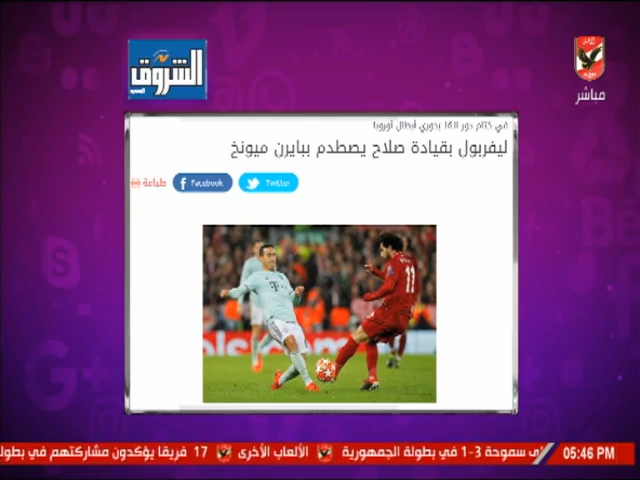 الشروق
الأهلي
مباشر
في ختام دور الـ16 بدوري أبطال أوروبا
ليفربول بقيادة صلاح يصطدم ببايرن ميونخ
طباعة
Facebook
Twitter
T
11
سموحة 3-1 في بطولة الجمهورية الألعاب الأخرى 17 فريقا يؤكدون مشاركتهم في
05:46 PM